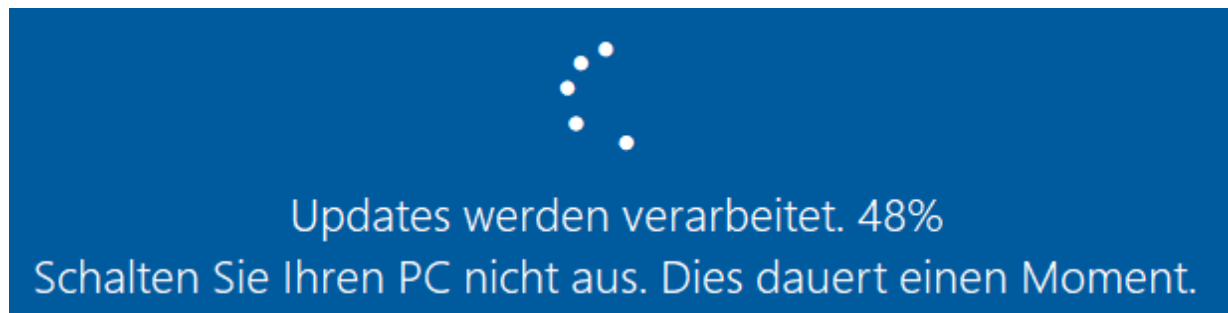 Updates werden verarbeitet. 48%
Schalten Sie Ihren PC nicht aus. Dies dauert einen Moment.